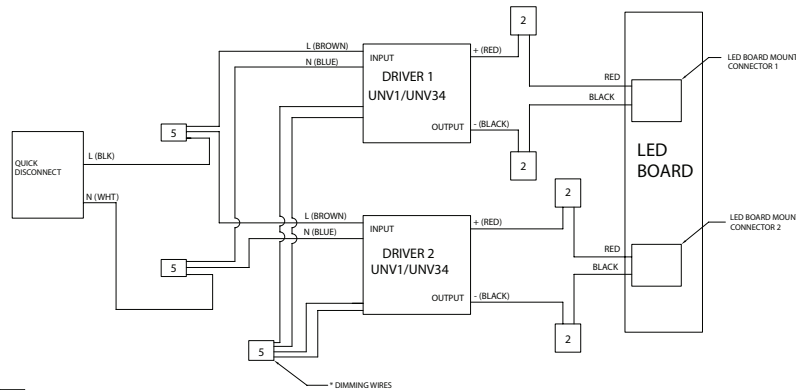 2
L (BROWN)
+ (RED)
INPUT
N (BLUE)
LED BOARD MOUNT
CONNECTOR 1
DRIVER 1
UNV1/UNV34
RED
BLACK
5
OUTPUT
- (BLACK)
LED
BOARD
QUICK
DISCONNECT
L (BLK)
2
2
N (WHT)
L (BROWN)
+ (RED)
INPUT
N (BLUE)
LED BOARD MOUN
CONNECTOR 2
DRIVER 2
UNV1/UNV34
RED
BLACK
5
OUTPUT
- (BLACK)
2
5
* DIMMING WIRES